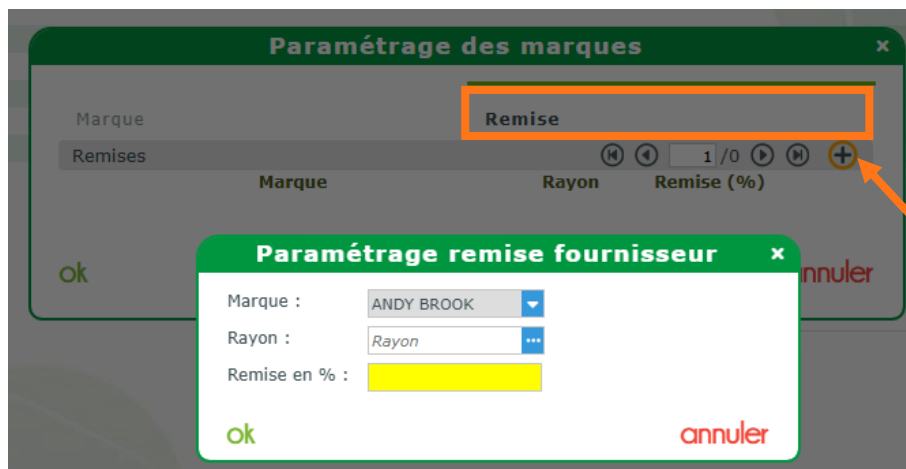 Paramétrage des marques x
Marque Remise
Remises 1 /0
Marque Rayon Remise (%)
ok annuler
Paramétrage remise fournisseur x
Marque : ANDY BROOK
Rayon : Rayon
Remise en % :
ok annuler